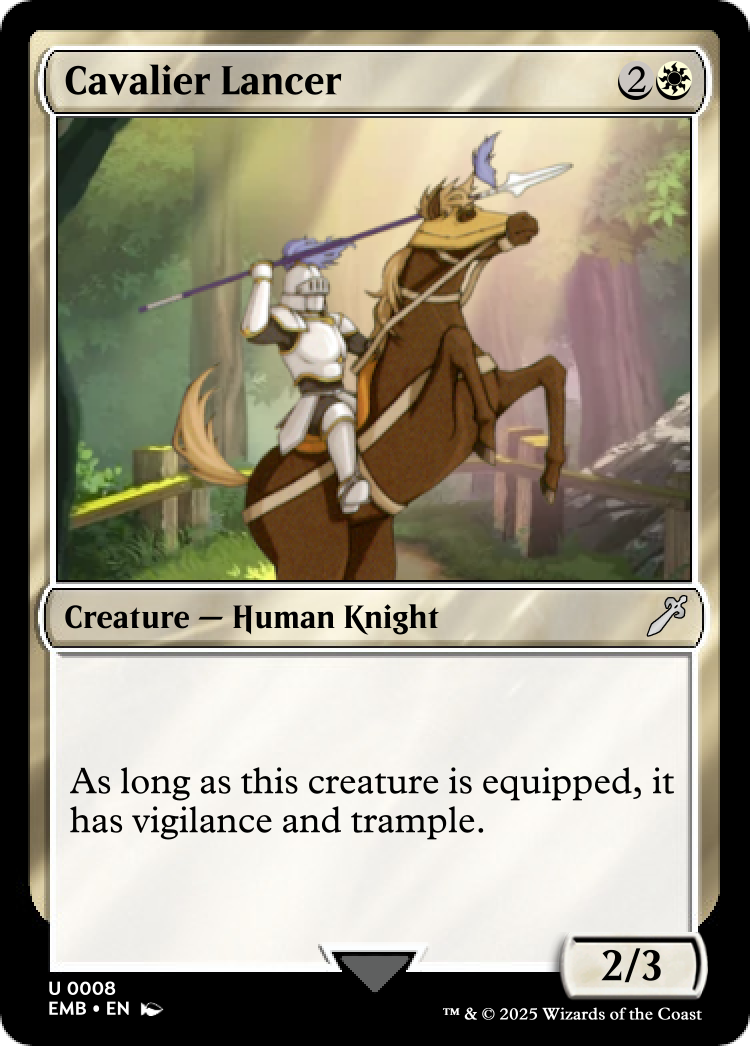 Cavalier Lancer 2
Creature — Human Knight
As long as this creature is equipped, it
has vigilance and trample.
2/3
U 0008
EMB • EN
™ & © 2025 Wizards of the Coast